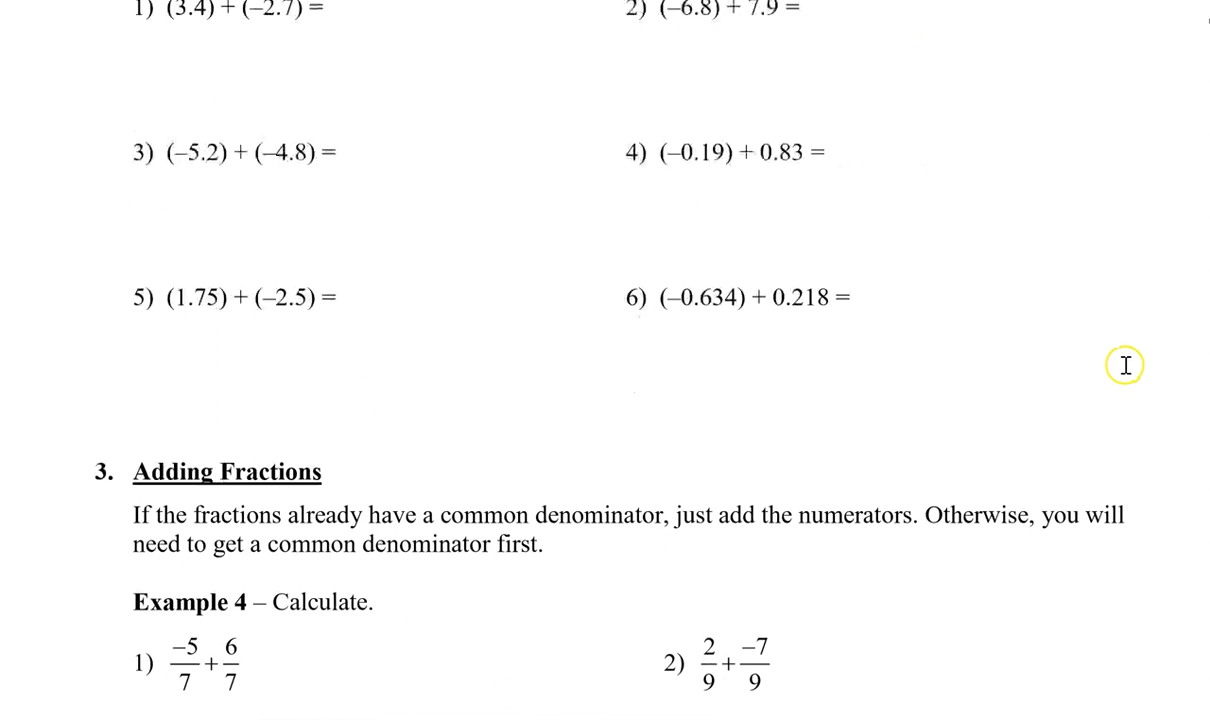 1) (3.4) + (–2.7) =
2) (–6.8) + 7.9 =
3) (–5.2) + (–4.8) =
4) (–0.19) + 0.83 =
5) (1.75) + (–2.5) =
6) (–0.634) + 0.218 =
3. Adding Fractions
If the fractions already have a common denominator, just add the numerators. Otherwise, you will
need to get a common denominator first.
Example 4 – Calculate.
1) –5/7 + 6/7
2) 2/9 + –7/9